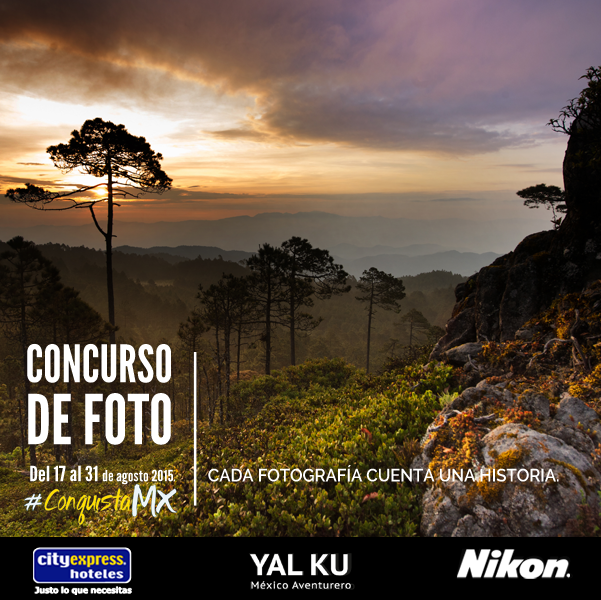 CONCURSO
DE FOTO
Del 17 al 31 de agosto 2015
#ConquistaMX
CADA FOTOGRAFÍA CUENTA UNA HISTORIA.
cityexpress.
hoteles
Justo lo que necesitas
YAL KU
México Aventurero
Nikon.